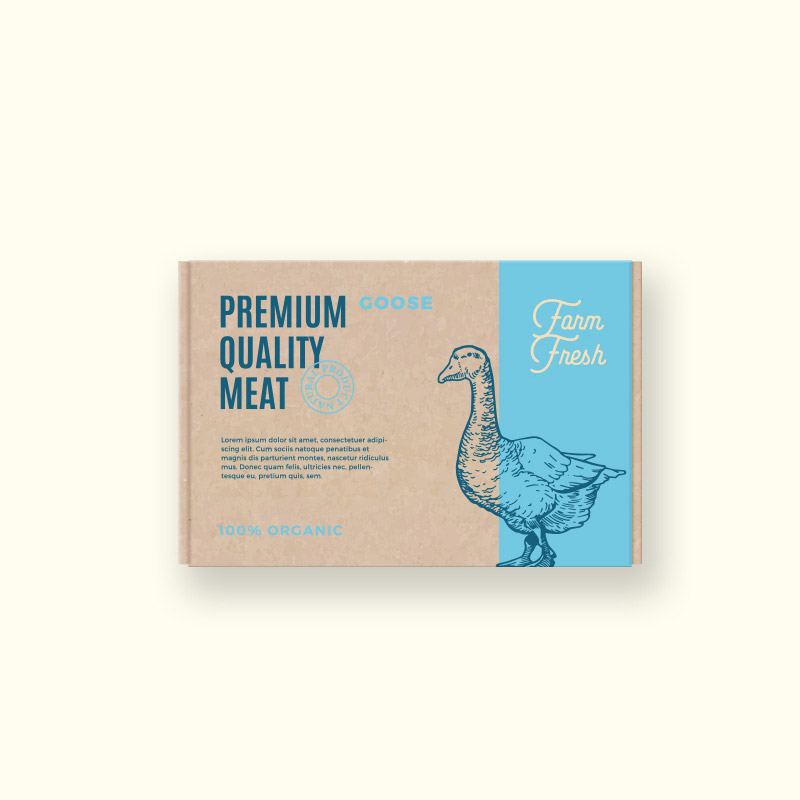 PREMIUM
QUALITY
MEAT
GOOSE
NATURAL PRODUCT
Lorem ipsum dolor sit amet, consectetuer adipi-
scing elit. Cum sociis natoque penatibus et
magnis dis parturient montes, nascetur ridiculus
mus. Donec quam felis, ultricies nec, pellen-
tesque eu, pretium quis, sem.
100% ORGANIC
Farm
Fresh